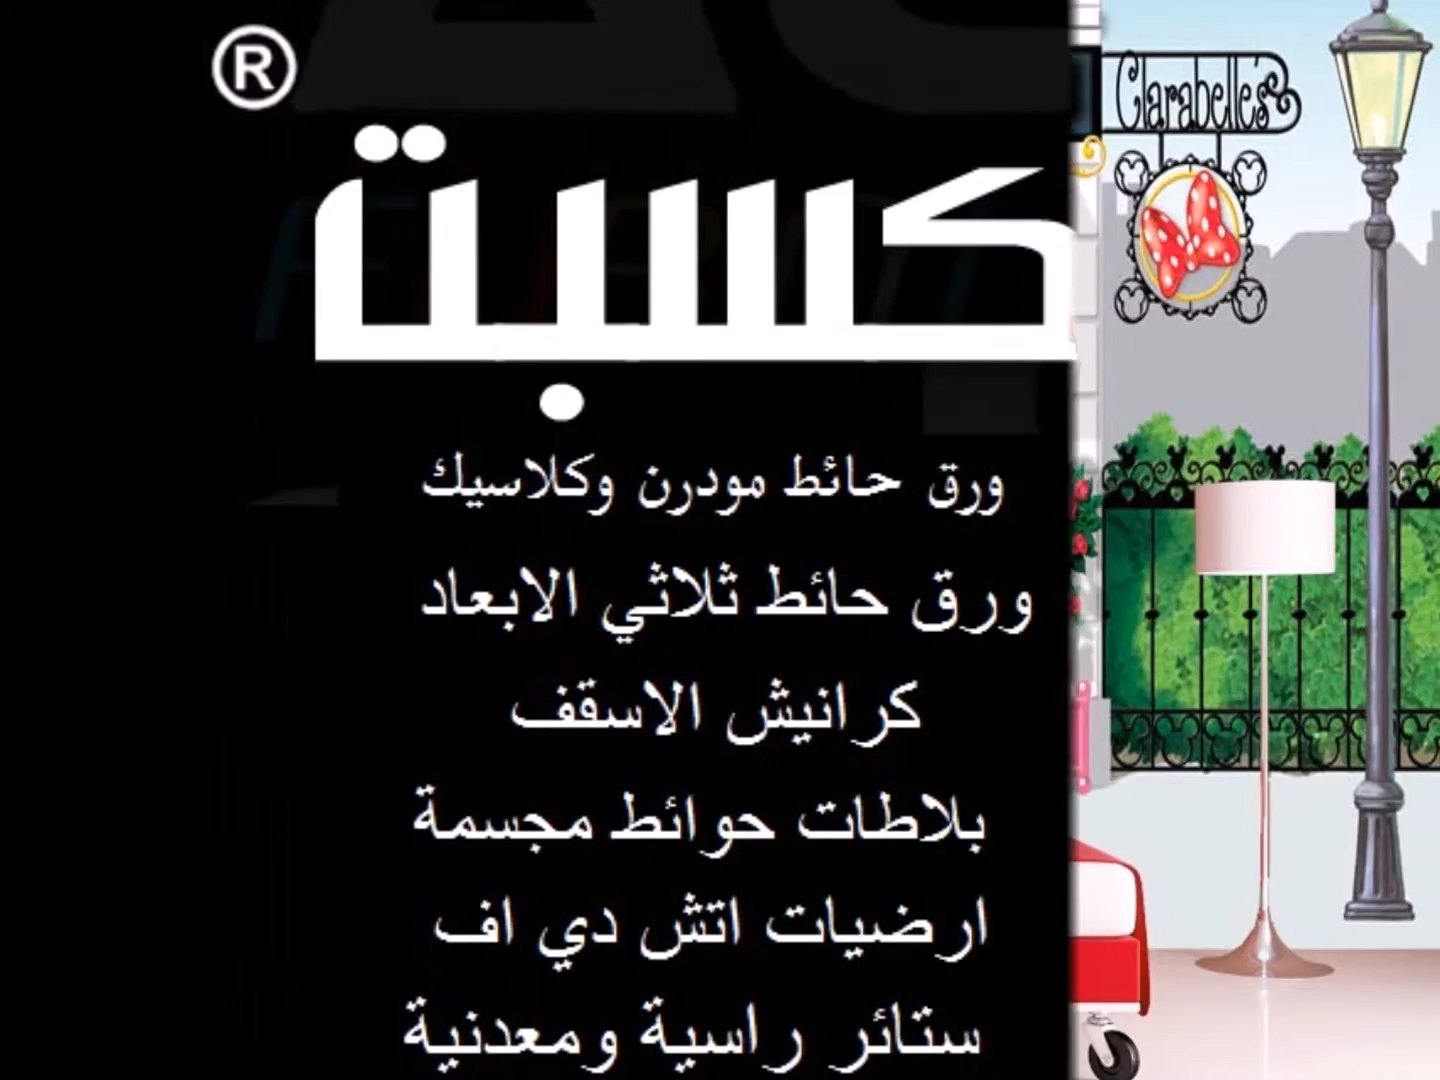 ®
كسبت
ورق حائط مودرن وكلاسيك
ورق حائط ثلاثي الابعاد
كرانيش الاسقف
بلاطات حوائط مجسمة
ارضيات اتش دي اف
ستائر راسية ومعدنية
Clarabelle's